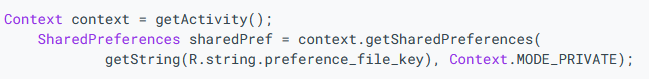 Context context = getActivity();
    SharedPreferences sharedPref = context.getSharedPreferences(
            getString(R.string.preference_file_key), Context.MODE_PRIVATE);